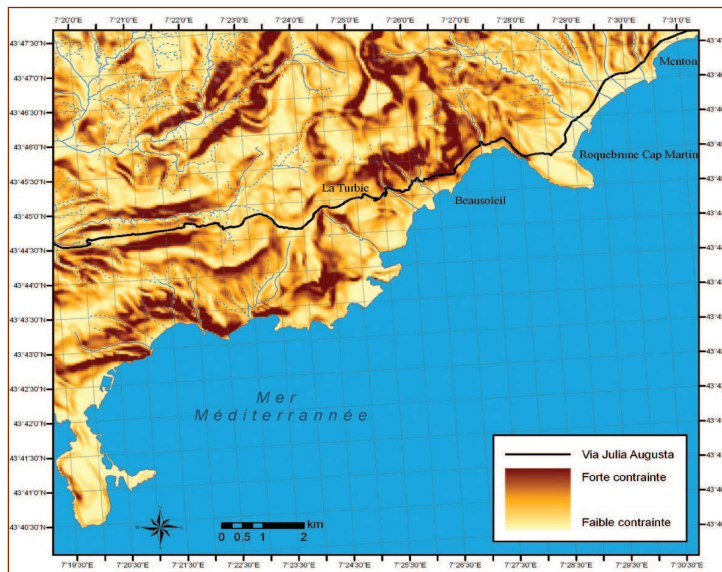 7°20'0"E 7°21'0"E 7°22'0"E 7°23'0"E 7°24'0"E 7°25'0"E 7°26'0"E 7°27'0"E 7°28'0"E 7°29'0"E 7°30'0"E 7°31'0"E
43°47'30"N
43°47'0"N
43°46'30"N
43°46'0"N
43°45'30"N
43°45'0"N
43°44'30"N
43°44'0"N
43°43'30"N
43°43'0"N
43°42'30"N
43°42'0"N
43°41'30"N
43°41'0"N
43°40'30"N
Menton
Roquebrune Cap Martin
La Turbie
Beausoleil
Mer
Méditerrannée
Via Julia Augusta
Forte contrainte
Faible contrainte
km
0 0.5 1 2
7°19'30"E 7°20'30"E 7°21'30"E 7°22'30"E 7°23'30"E 7°24'30"E 7°25'30"E 7°26'30"E 7°27'30"E 7°28'30"E 7°29'30"E 7°30'30"E